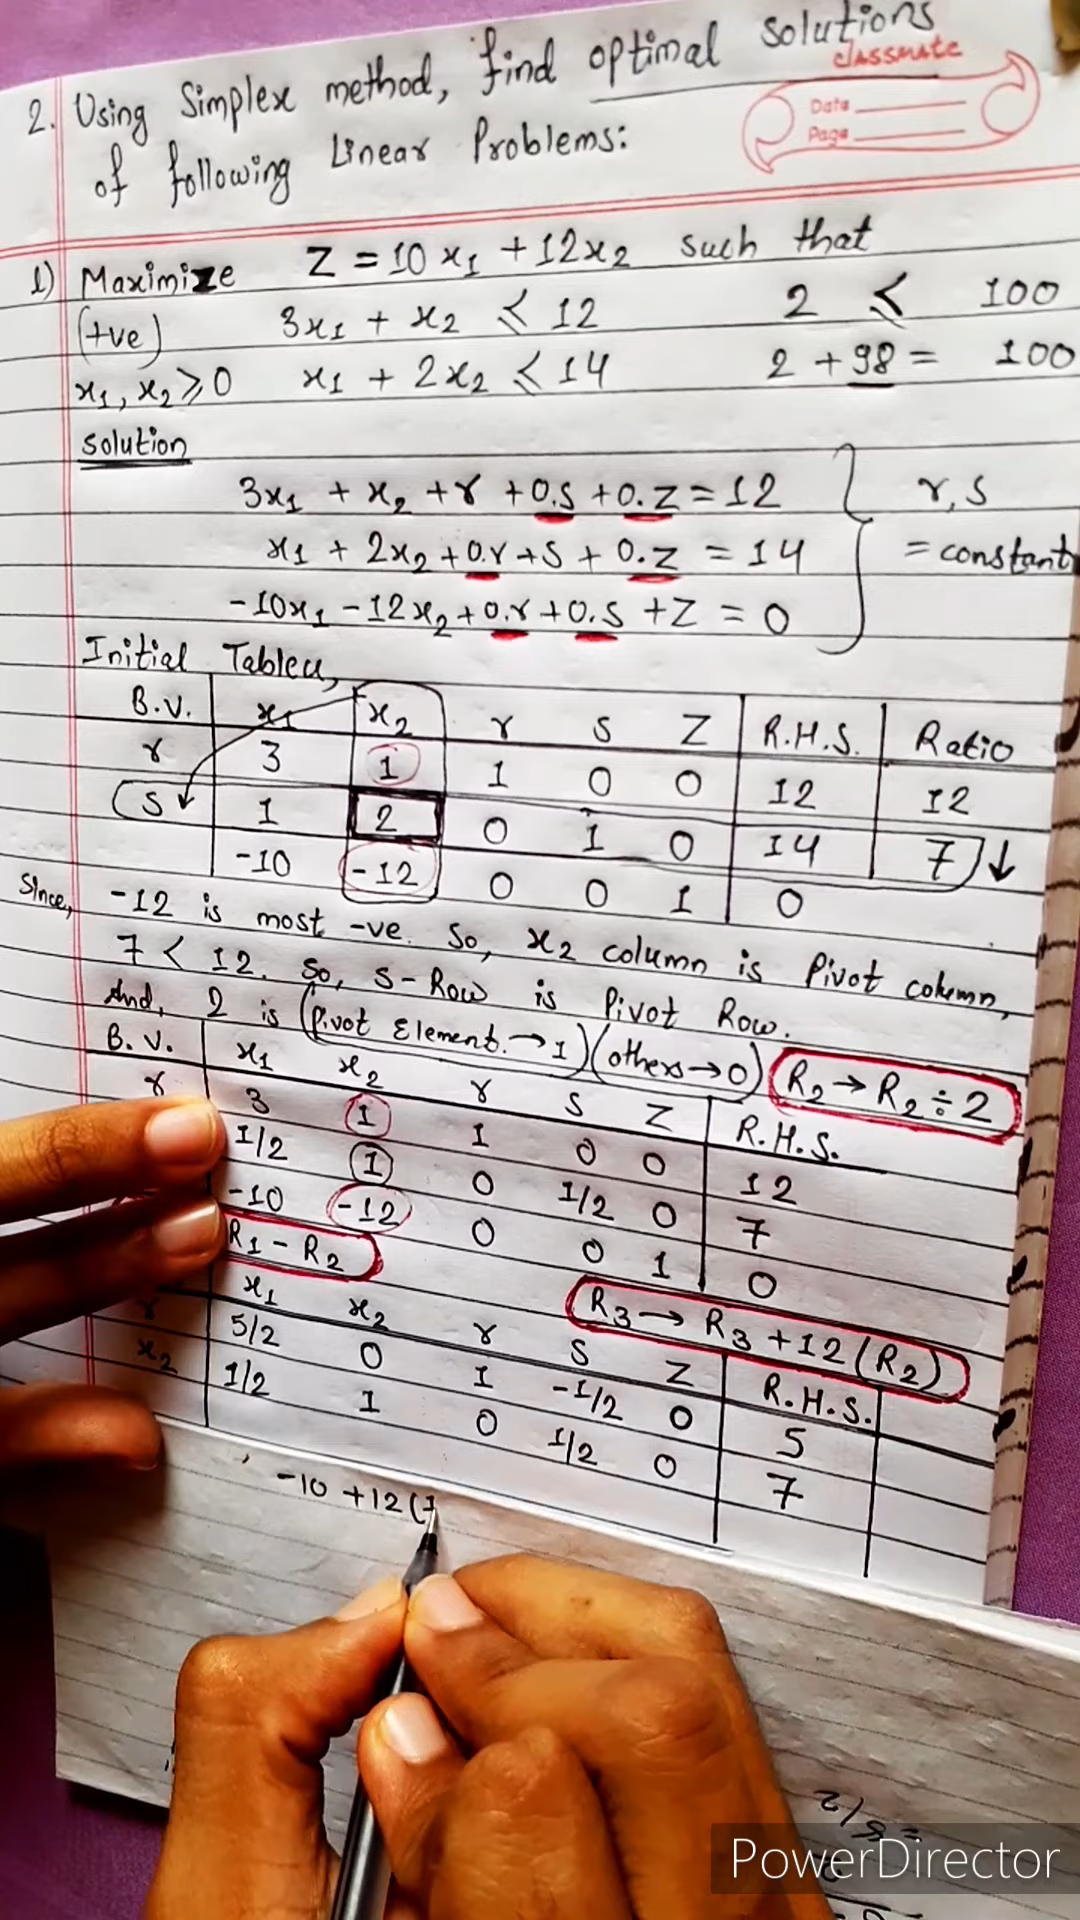 2. Using Simplex method, find optimal solutions
of following Linear Problems:
classmate
Date
Page
1) Maximize Z = 10x₁ + 12x₂ such that
(+ve) 3x₁ + x₂ ≤ 12 2 ≤ 100
x₁, x₂ ≥ 0 x₁ + 2x₂ ≤ 14 2 + 98 = 100
solution
3x₁ + x₂ + r + 0.s + 0.z = 12 r, s
x₁ + 2x₂ + 0.r + s + 0.z = 14 = constant
-10x₁ - 12x₂ + 0.r + 0.s + z = 0
Initial Tableu,
B.V. x₁ x₂ r s z R.H.S. Ratio
r 3 1 1 0 0 12 12
s 1 2 0 1 0 14 7 ↓
-10 -12 0 0 1 0
Since, -12 is most -ve. So, x₂ column is Pivot column,
7 < 12. So, s-Row is Pivot Row.
And, 2 is (Pivot Element. → 1) (others → 0) R₂ → R₂ ÷ 2
B.V. x₁ x₂ r s z R.H.S.
r 3 1 1 0 0 12
1/2 1 0 1/2 0 7
-10 -12 0 0 1 0
R₁ - R₂ R₃ → R₃ + 12(R₂)
x₁ x₂ r s z R.H.S.
r 5/2 0 1 -1/2 0 5
x₂ 1/2 1 0 1/2 0 7
-10 + 12(
= 5/2
PowerDirector